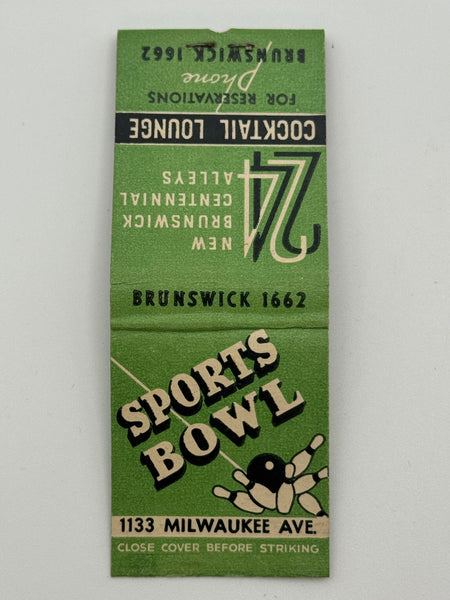 BRUNSWICK 1662
SPORTS
BOWL
1133 MILWAUKEE AVE.
CLOSE COVER BEFORE STRIKING
24
NEW
BRUNSWICK
CENTENNIAL
ALLEYS
COCKTAIL LOUNGE
FOR RESERVATIONS
Phone
BRUNSWICK 1662